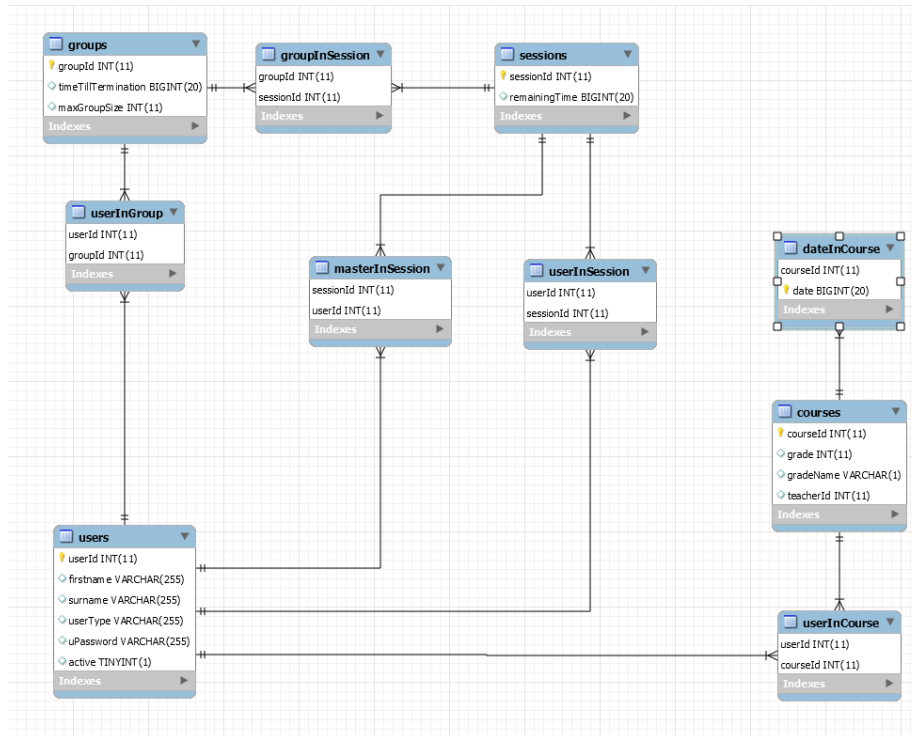 groups
groupId INT(11)
timeTillTermination BIGINT(20)
maxGroupSize INT(11)
Indexes
groupInSession
groupId INT(11)
sessionId INT(11)
Indexes
sessions
sessionId INT(11)
remainingTime BIGINT(20)
Indexes
userInGroup
userId INT(11)
groupId INT(11)
Indexes
masterInSession
sessionId INT(11)
userId INT(11)
Indexes
userInSession
userId INT(11)
sessionId INT(11)
Indexes
dateInCourse
courseId INT(11)
date BIGINT(20)
Indexes
courses
courseId INT(11)
grade INT(11)
gradeName VARCHAR(1)
teacherId INT(11)
Indexes
users
userId INT(11)
firstname VARCHAR(255)
surname VARCHAR(255)
userType VARCHAR(255)
uPassword VARCHAR(255)
active TINYINT(1)
Indexes
userInCourse
userId INT(11)
courseId INT(11)
Indexes